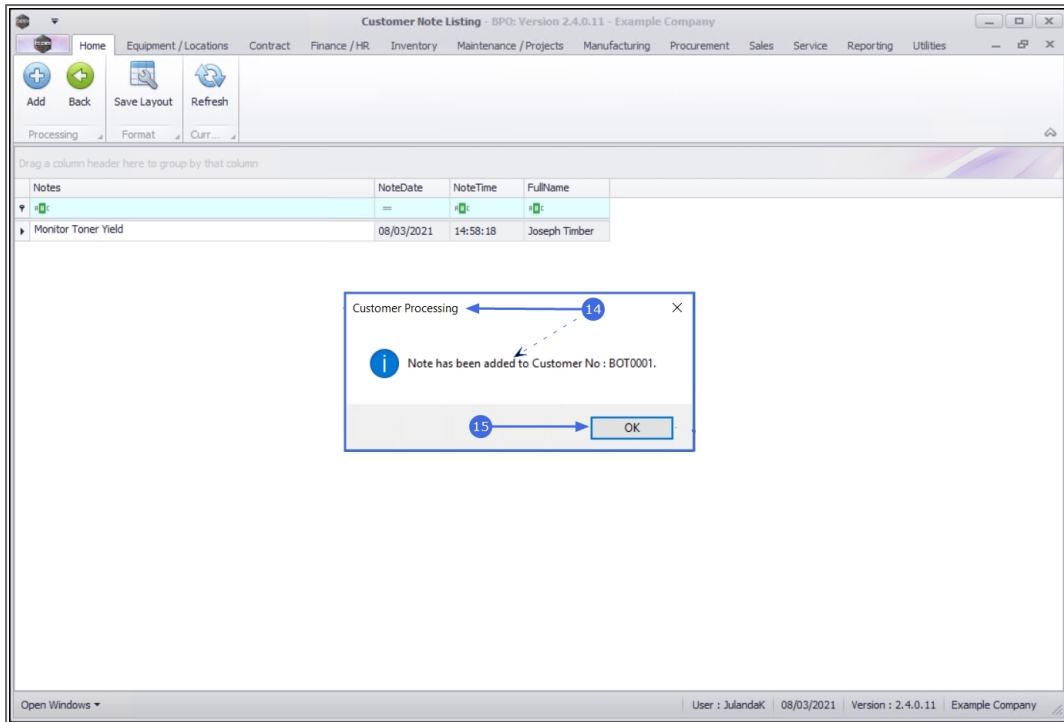 Customer Note Listing - BPO: Version 2.4.0.11 - Example Company
Home Equipment / Locations Contract Finance / HR Inventory Maintenance / Projects Manufacturing Procurement Sales Service Reporting Utilities
Add Back Save Layout Refresh
Processing Format Curr...
Drag a column header here to group by that column
Notes NoteDate NoteTime FullName
=
Monitor Toner Yield 08/03/2021 14:58:18 Joseph Timber
Customer Processing 14
Note has been added to Customer No : BOT0001.
15 OK
Open Windows User : JulandaK 08/03/2021 Version : 2.4.0.11 Example Company